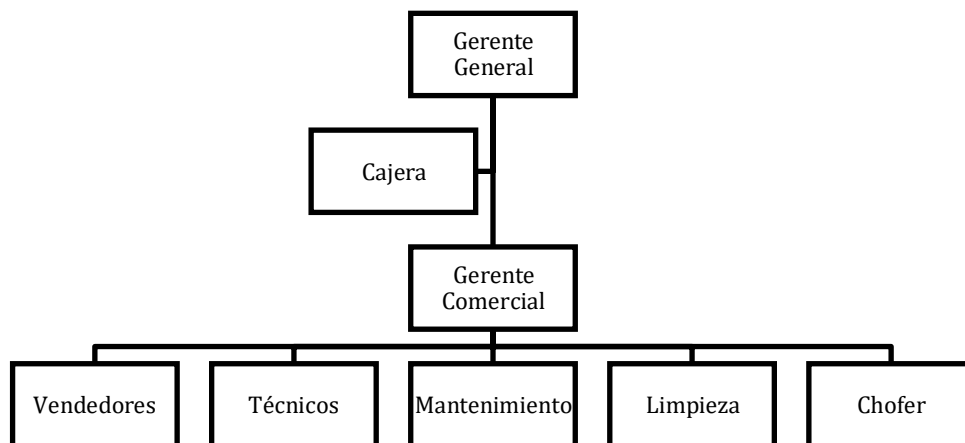 Gerente
General
Cajera
Gerente
Comercial
Vendedores
Técnicos
Mantenimiento
Limpieza
Chofer